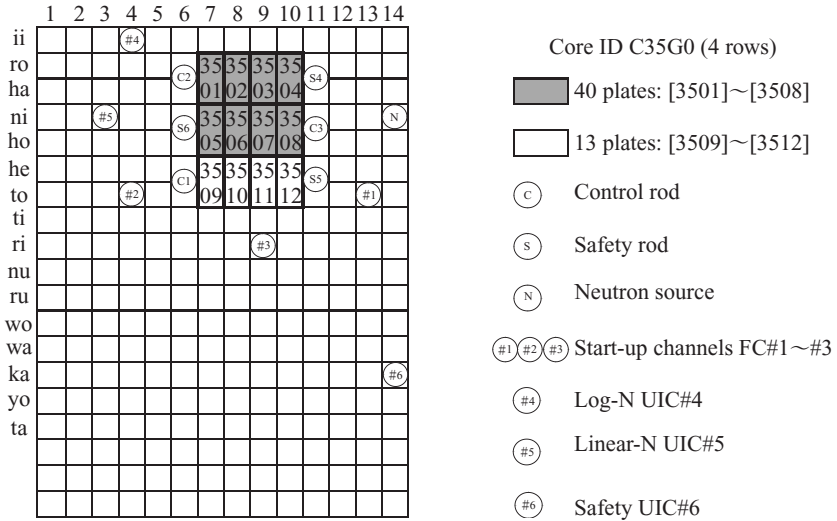 1 2 3 4 5 6 7 8 9 10 11 12 13 14
ii #4
ro C2 35 35 35 35 S4
ha 01 02 03 04
ni #5 35 35 35 35 N
ho S6 05 06 07 08 C3
he C1 35 35 35 35 S5
to #2 09 10 11 12 #1
ti
ri #3
nu
ru
wo
wa
ka #6
yo
ta
Core ID C35G0 (4 rows)
40 plates: [3501]~[3508]
13 plates: [3509]~[3512]
C Control rod
S Safety rod
N Neutron source
#1 #2 #3 Start-up channels FC#1~#3
#4 Log-N UIC#4
#5 Linear-N UIC#5
#6 Safety UIC#6